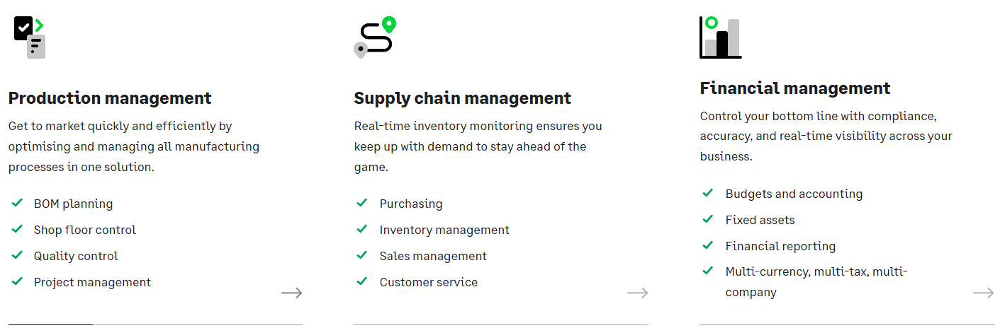 Production management
Get to market quickly and efficiently by
optimising and managing all manufacturing
processes in one solution.
BOM planning
Shop floor control
Quality control
Project management
Supply chain management
Real-time inventory monitoring ensures you
keep up with demand to stay ahead of the
game.
Purchasing
Inventory management
Sales management
Customer service
Financial management
Control your bottom line with compliance,
accuracy, and real-time visibility across your
business.
Budgets and accounting
Fixed assets
Financial reporting
Multi-currency, multi-tax, multi-
company